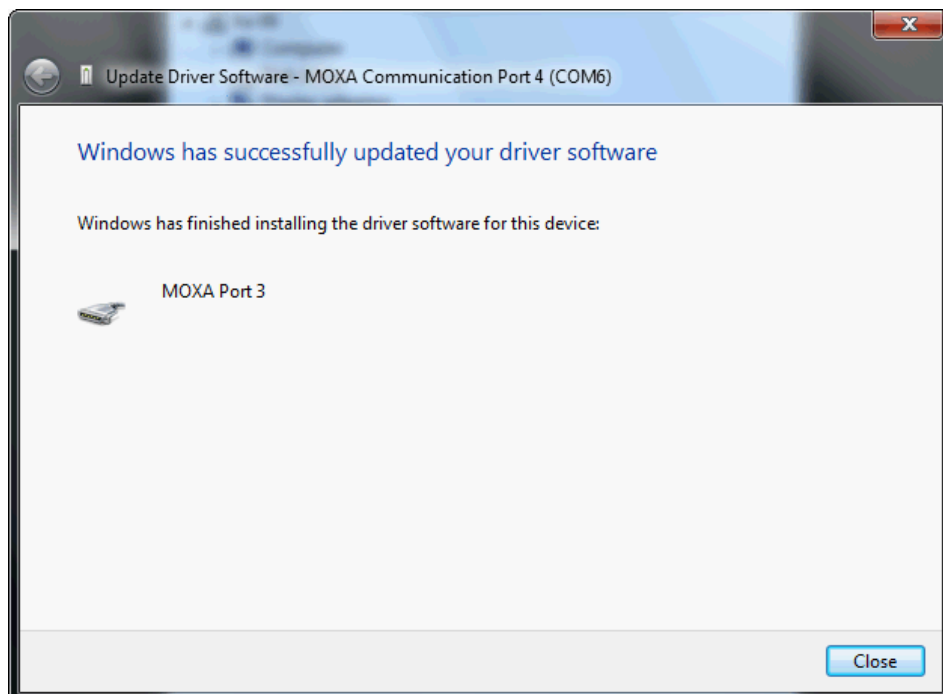 Computer
Update Driver Software - MOXA Communication Port 4 (COM6)
Windows has successfully updated your driver software
Windows has finished installing the driver software for this device:
MOXA Port 3
Close